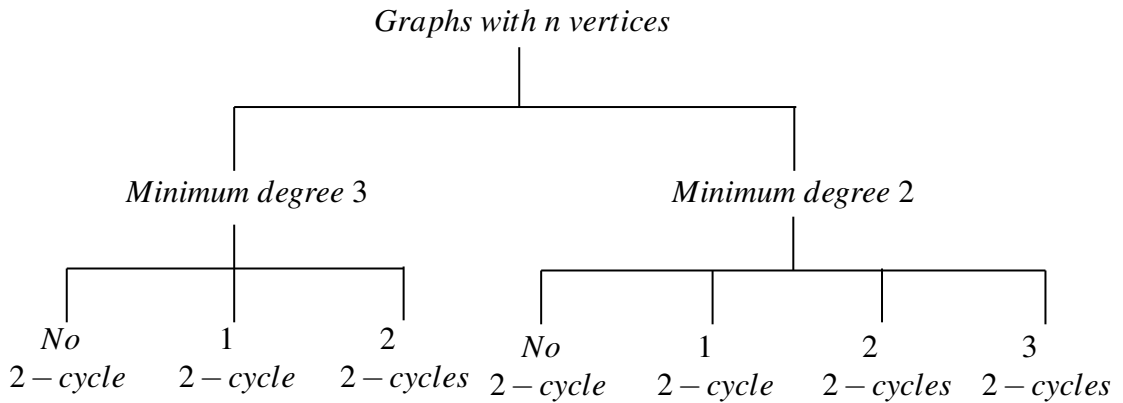 Graphs with n vertices
Minimum degree 3
Minimum degree 2
No
2 − cycle
1
2 − cycle
2
2 − cycles
No
2 − cycle
1
2 − cycle
2
2 − cycles
3
2 − cycles